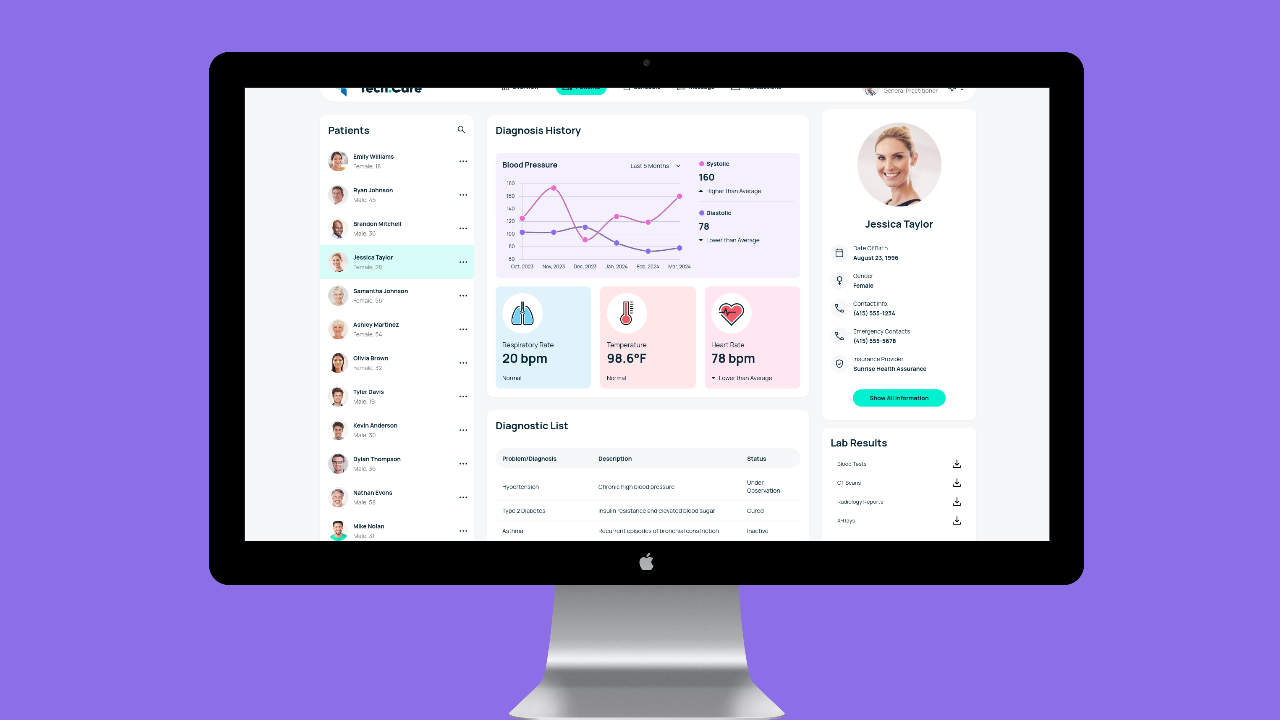 Tech.Care
General Practitioner
Patients
Emily Williams
Female, 18
Ryan Johnson
Male, 45
Brandon Mitchell
Male, 36
Jessica Taylor
Female, 28
Samantha Johnson
Female, 56
Ashley Martinez
Female, 54
Olivia Brown
Female, 32
Tyler Davis
Male, 19
Kevin Anderson
Male, 30
Dylan Thompson
Male, 36
Nathan Evans
Male, 58
Mike Nolan
Male, 31
Diagnosis History
Blood Pressure
Last 5 Months
180
160
140
120
100
80
60
Oct, 2023
Nov, 2023
Dec, 2023
Jan, 2024
Feb, 2024
Mar, 2024
Systolic
160
Higher than Average
Diastolic
78
Lower than Average
Respiratory Rate
20 bpm
Normal
Temperature
98.6°F
Normal
Heart Rate
78 bpm
Lower than Average
Diagnostic List
Problem/Diagnosis Description Status
Hypertension Chronic high blood pressure Under
Observation
Type 2 Diabetes Insulin resistance and elevated blood sugar Cured
Asthma Recurrent episodes of bronchial constriction Inactive
Jessica Taylor
Date Of Birth
August 23, 1996
Gender
Female
Contact Info.
(415) 555-1234
Emergency Contacts
(415) 555-5678
Insurance Provider
Sunrise Health Assurance
Show All Information
Lab Results
Blood Tests
CT Scans
Radiology Reports
X-Rays